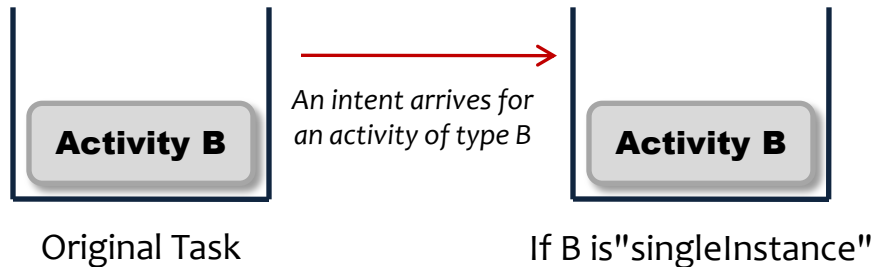 Activity B
An intent arrives for
an activity of type B
Activity B
Original Task
If B is"singleInstance"